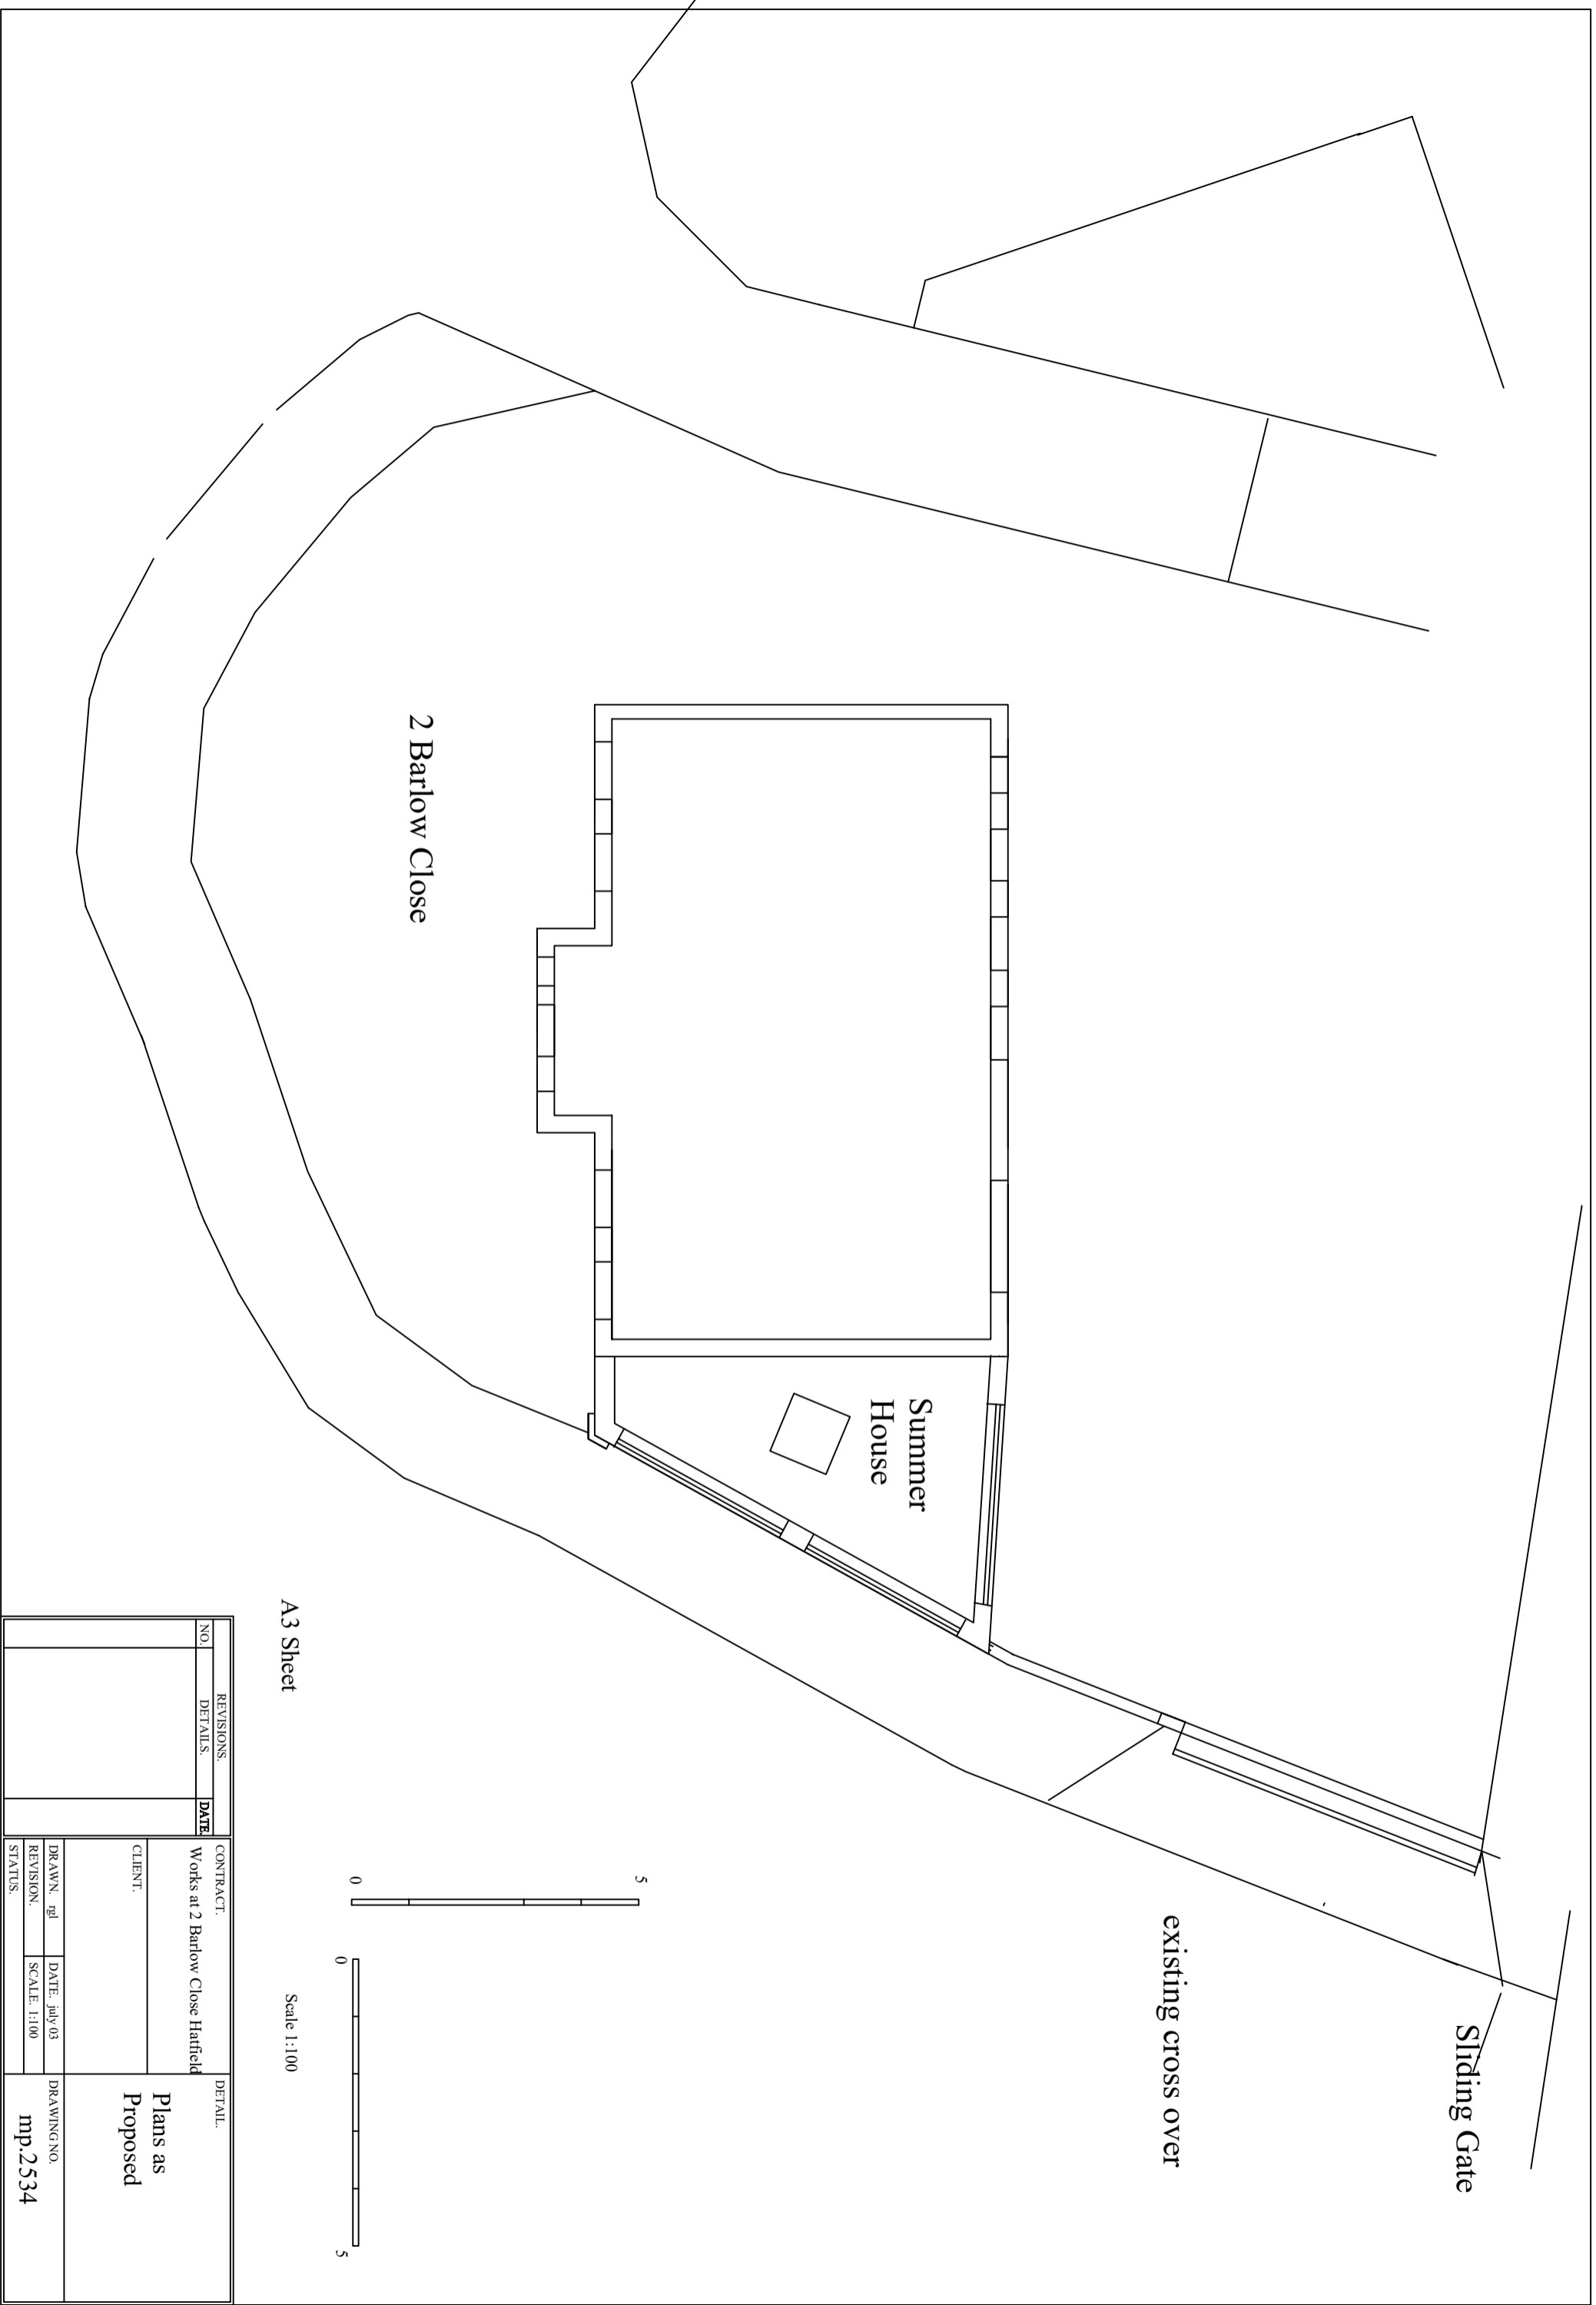 Sliding Gate
existing cross over
Summer
House
2 Barlow Close
A3 Sheet
0
5
0
5
Scale 1:100
REVISIONS.
NO.
DETAILS.
DATE.
CONTRACT.
Works at 2 Barlow Close Hatfield
CLIENT.
DRAWN. rgl
DATE. july 03
REVISION.
SCALE. 1:100
STATUS.
DETAIL.
Plans as
Proposed
DRAWING NO.
mp.2534